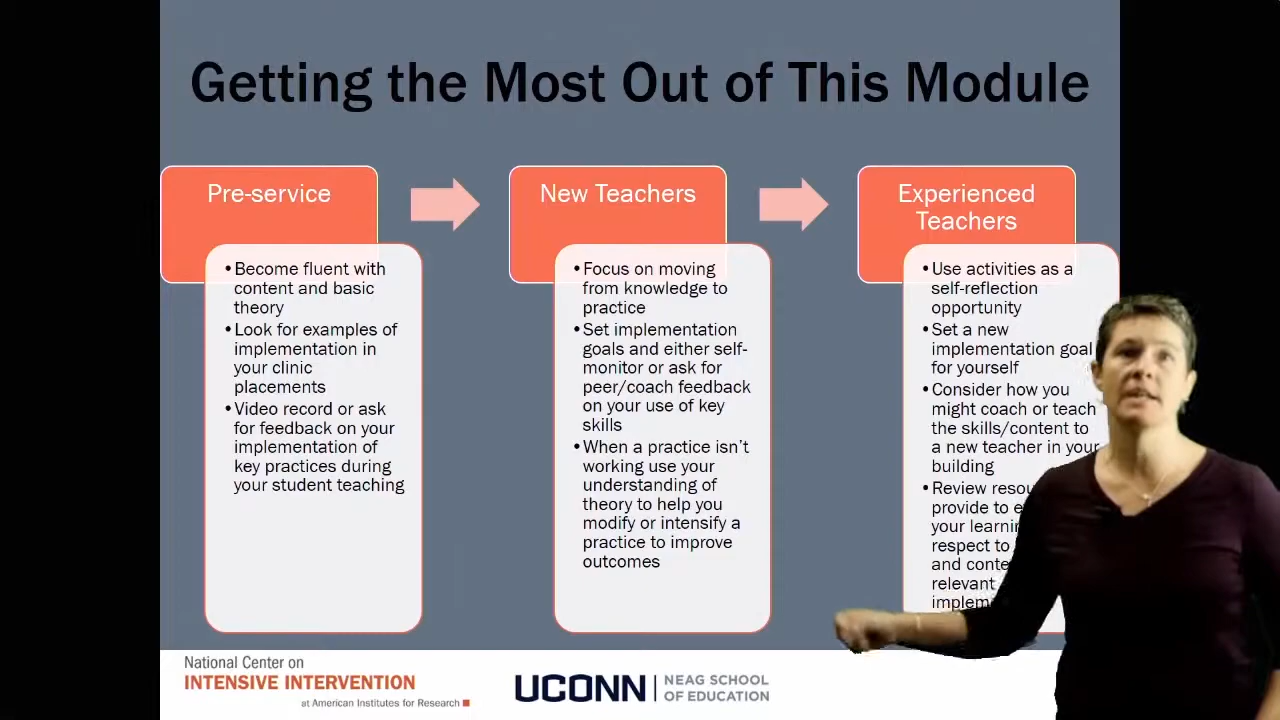 Getting the Most Out of This Module
Pre-service
• Become fluent with
content and basic
theory
• Look for examples of
implementation in
your clinic
placements
• Video record or ask
for feedback on your
implementation of
key practices during
your student teaching
New Teachers
• Focus on moving
from knowledge to
practice
• Set implementation
goals and either self-
monitor or ask for
peer/coach feedback
on your use of key
skills
• When a practice isn't
working use your
understanding of
theory to help you
modify or intensify a
practice to improve
outcomes
Experienced
Teachers
• Use activities as a
self-reflection
opportunity
• Set a new
implementation goal
for yourself
• Consider how you
might coach or teach
the skills/content to
a new teacher in your
building
• Review
provide to
your
respect to
and
relevant
National Center on
INTENSIVE INTERVENTION
at American Institutes for Research
UCONN
NEAG SCHOOL
OF EDUCATION